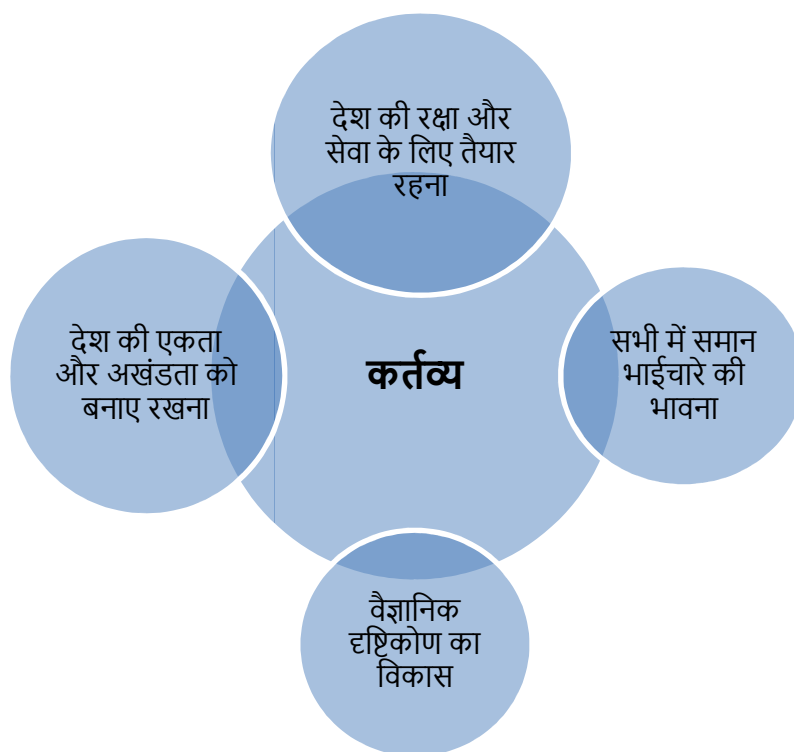 देश की रक्षा और
सेवा के लिए तैयार
रहना
देश की एकता
और अखंडता को
बनाए रखना
कर्तव्य
सभी में समान
भाईचारे की
भावना
वैज्ञानिक
दृष्टिकोण का
विकास